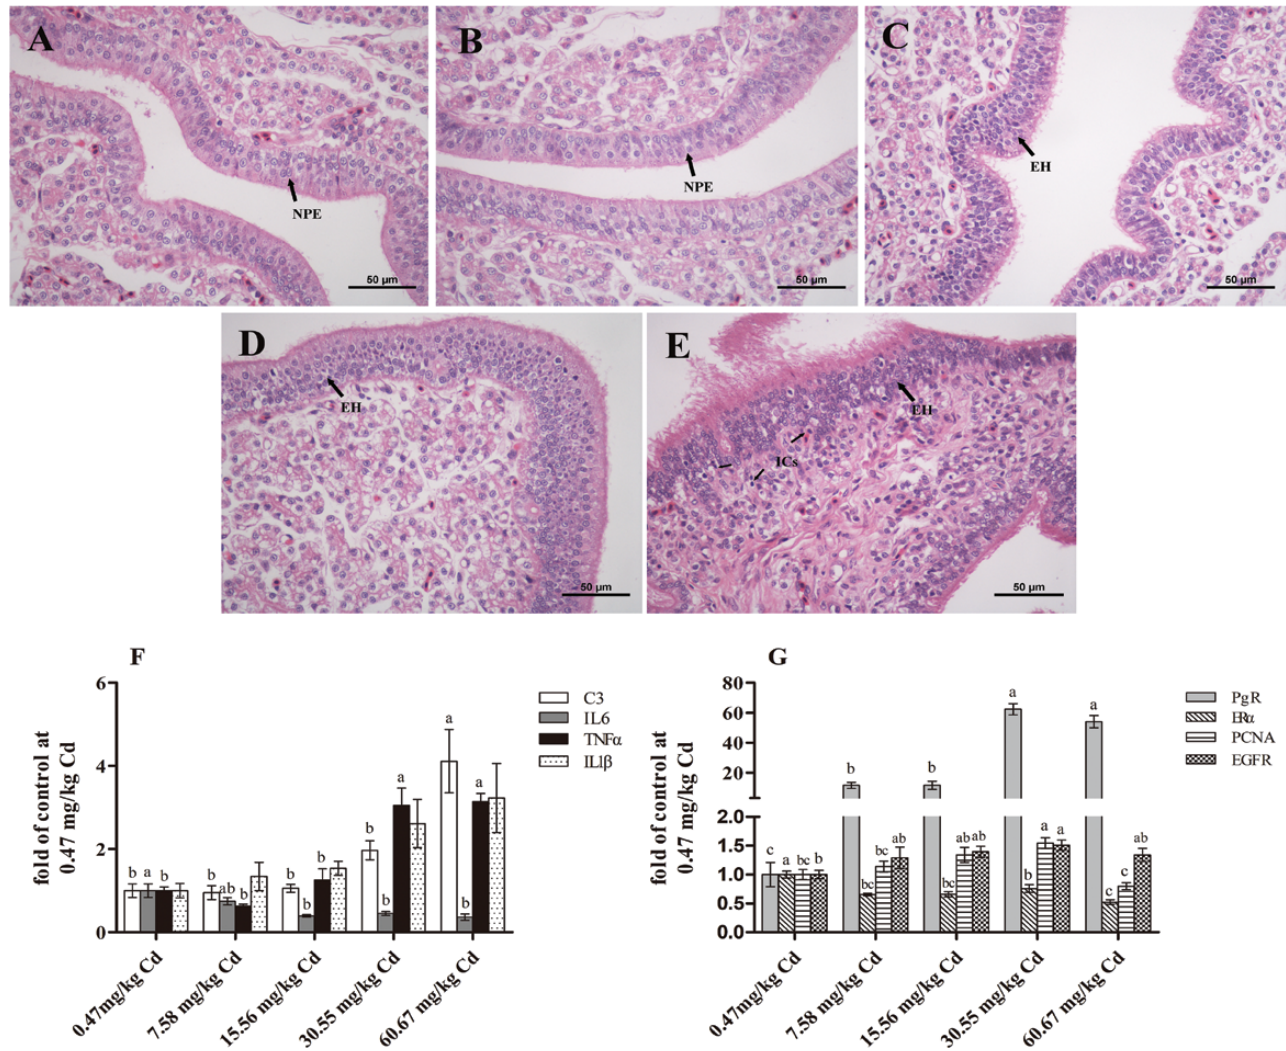 A
NPE
50 μm
B
NPE
50 μm
C
EH
50 μm
D
EH
50 μm
E
EH
ICs
50 μm
F
fold of control at
0.47 mg/kg Cd
6
4
2
0
b a b
b ab b
b b b
b b a
a b a
C3
IL6
TNFα
IL1β
0.47mg/kg Cd
7.58 mg/kg Cd
15.56 mg/kg Cd
30.55 mg/kg Cd
60.67 mg/kg Cd
G
fold of control at
0.47 mg/kg Cd
80
60
40
20
2.0
1.5
1.0
0.5
0.0
c a bc b
b bc bc ab
b bc ab ab
a b a a
a c c ab
PgR
ERα
PCNA
EGFR
0.47mg/kg Cd
7.58 mg/kg Cd
15.56 mg/kg Cd
30.55 mg/kg Cd
60.67 mg/kg Cd